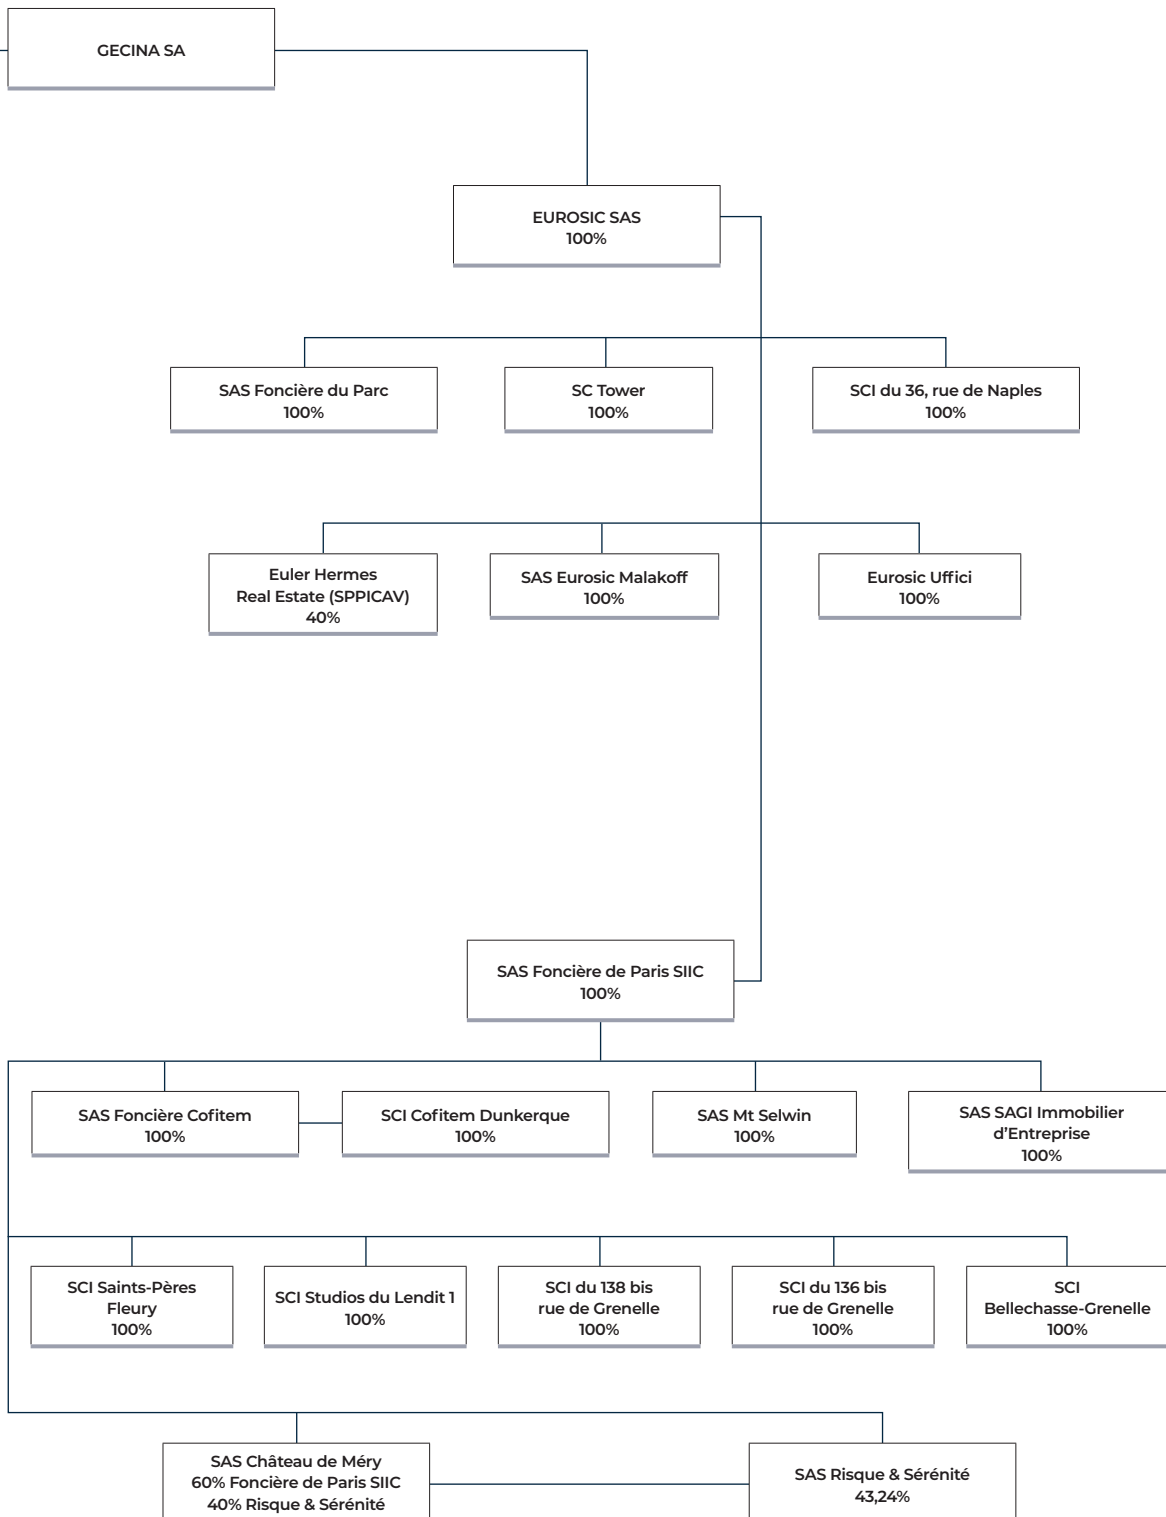 GECINA SA
EUROSIC SAS
100%
SAS Foncière du Parc
100%
SC Tower
100%
SCI du 36, rue de Naples
100%
Euler Hermes
Real Estate (SPPICAV)
40%
SAS Eurosic Malakoff
100%
Eurosic Uffici
100%
SAS Foncière de Paris SIIC
100%
SAS Foncière Cofitem
100%
SCI Cofitem Dunkerque
100%
SAS Mt Selwin
100%
SAS SAGI Immobilier
d’Entreprise
100%
SCI Saints-Pères
Fleury
100%
SCI Studios du Lendit 1
100%
SCI du 138 bis
rue de Grenelle
100%
SCI du 136 bis
rue de Grenelle
100%
SCI
Bellechasse-Grenelle
100%
SAS Château de Méry
60% Foncière de Paris SIIC
40% Risque & Sérénité
SAS Risque & Sérénité
43,24%